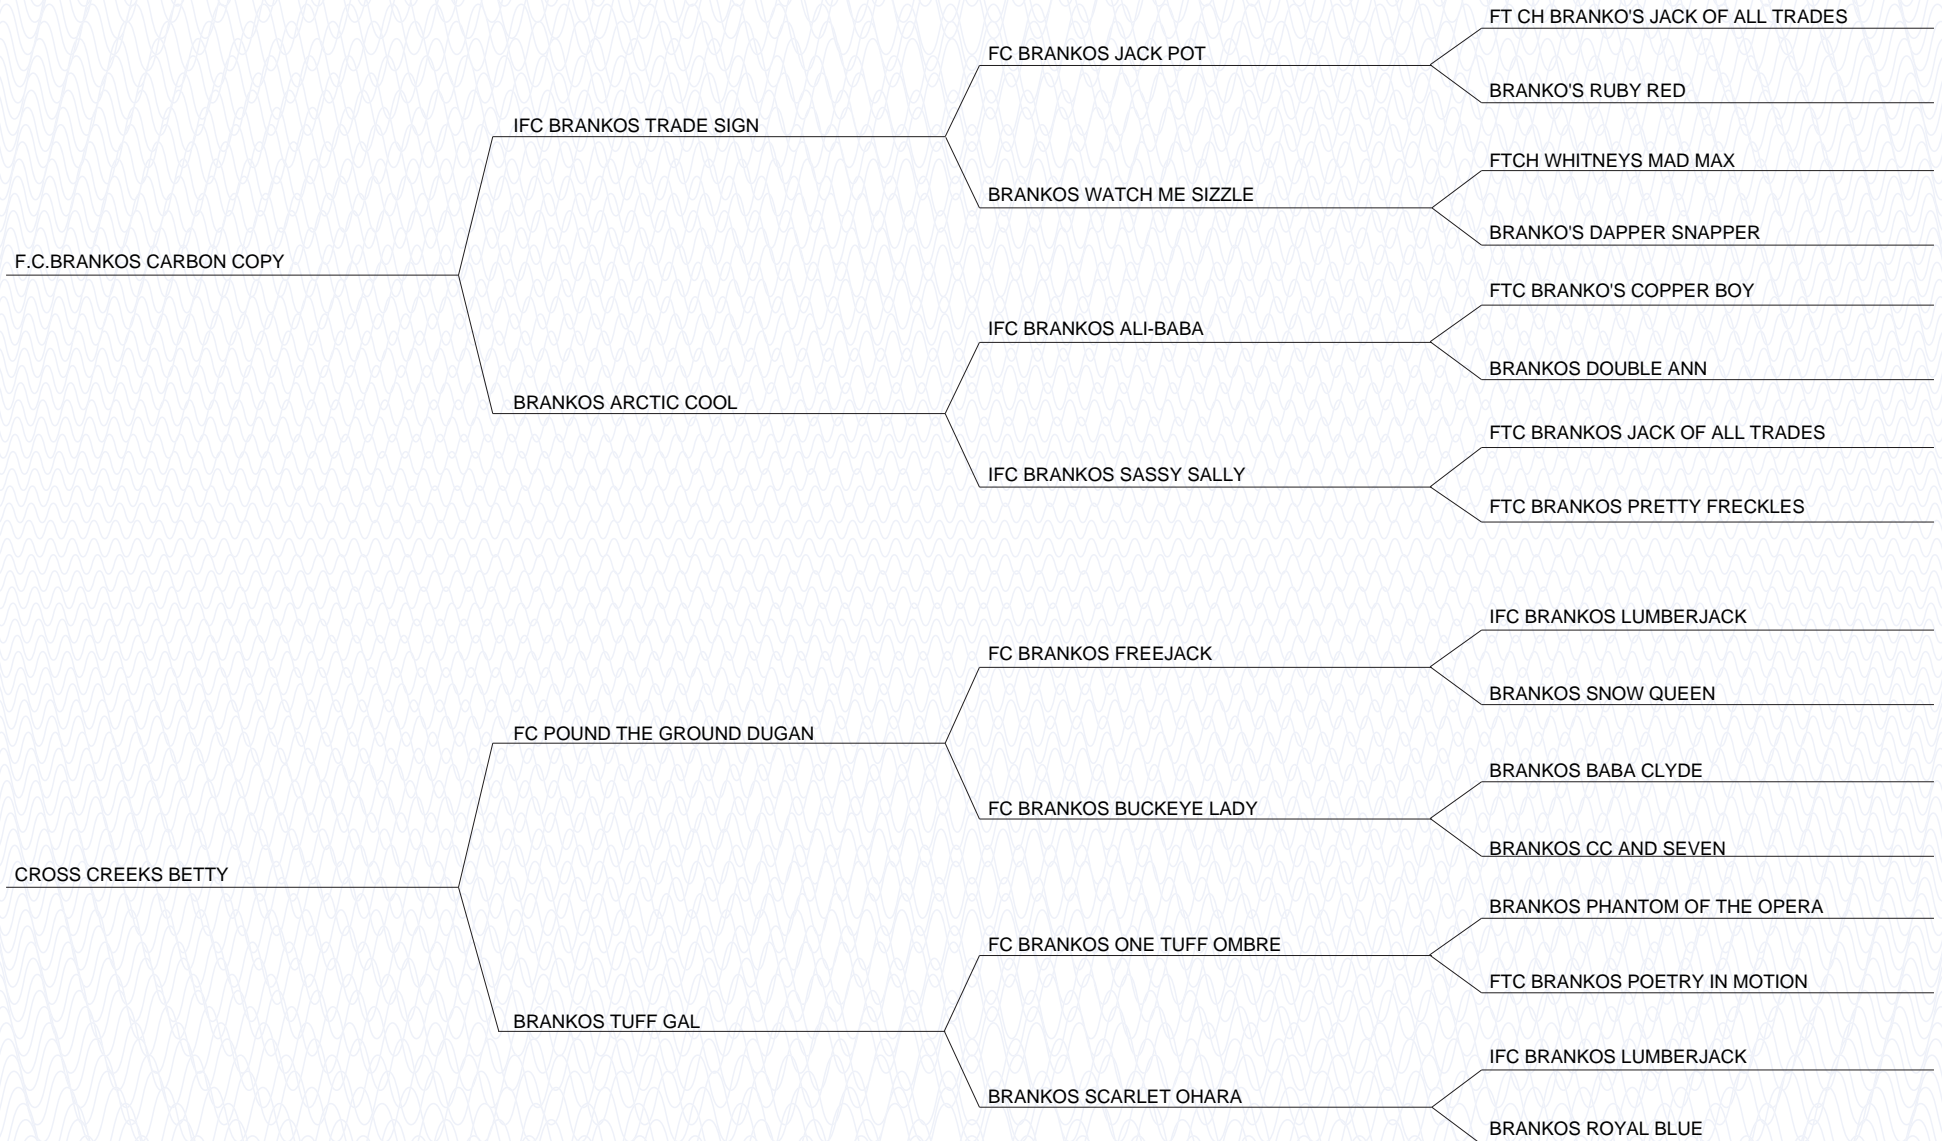 FT CH BRANKO'S JACK OF ALL TRADES
FC BRANKOS JACK POT
BRANKO'S RUBY RED
IFC BRANKOS TRADE SIGN
FTCH WHITNEYS MAD MAX
BRANKOS WATCH ME SIZZLE
BRANKO'S DAPPER SNAPPER
F.C.BRANKOS CARBON COPY
FTC BRANKO'S COPPER BOY
IFC BRANKOS ALI-BABA
BRANKOS DOUBLE ANN
BRANKOS ARCTIC COOL
FTC BRANKOS JACK OF ALL TRADES
IFC BRANKOS SASSY SALLY
FTC BRANKOS PRETTY FRECKLES
IFC BRANKOS LUMBERJACK
FC BRANKOS FREEJACK
BRANKOS SNOW QUEEN
FC POUND THE GROUND DUGAN
BRANKOS BABA CLYDE
FC BRANKOS BUCKEYE LADY
BRANKOS CC AND SEVEN
CROSS CREEKS BETTY
BRANKOS PHANTOM OF THE OPERA
FC BRANKOS ONE TUFF OMBRE
FTC BRANKOS POETRY IN MOTION
BRANKOS TUFF GAL
IFC BRANKOS LUMBERJACK
BRANKOS SCARLET OHARA
BRANKOS ROYAL BLUE